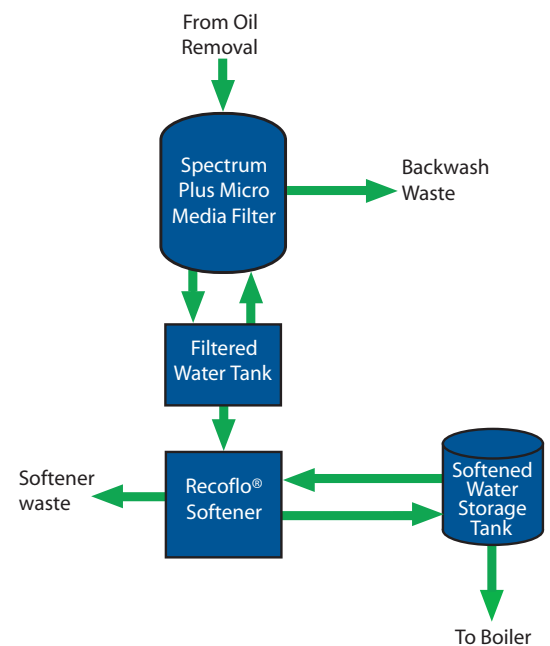 From Oil
Removal
Spectrum
Plus Micro
Media Filter
Backwash
Waste
Filtered
Water Tank
Softener
waste
Recoflo®
Softener
Softened
Water
Storage
Tank
To Boiler